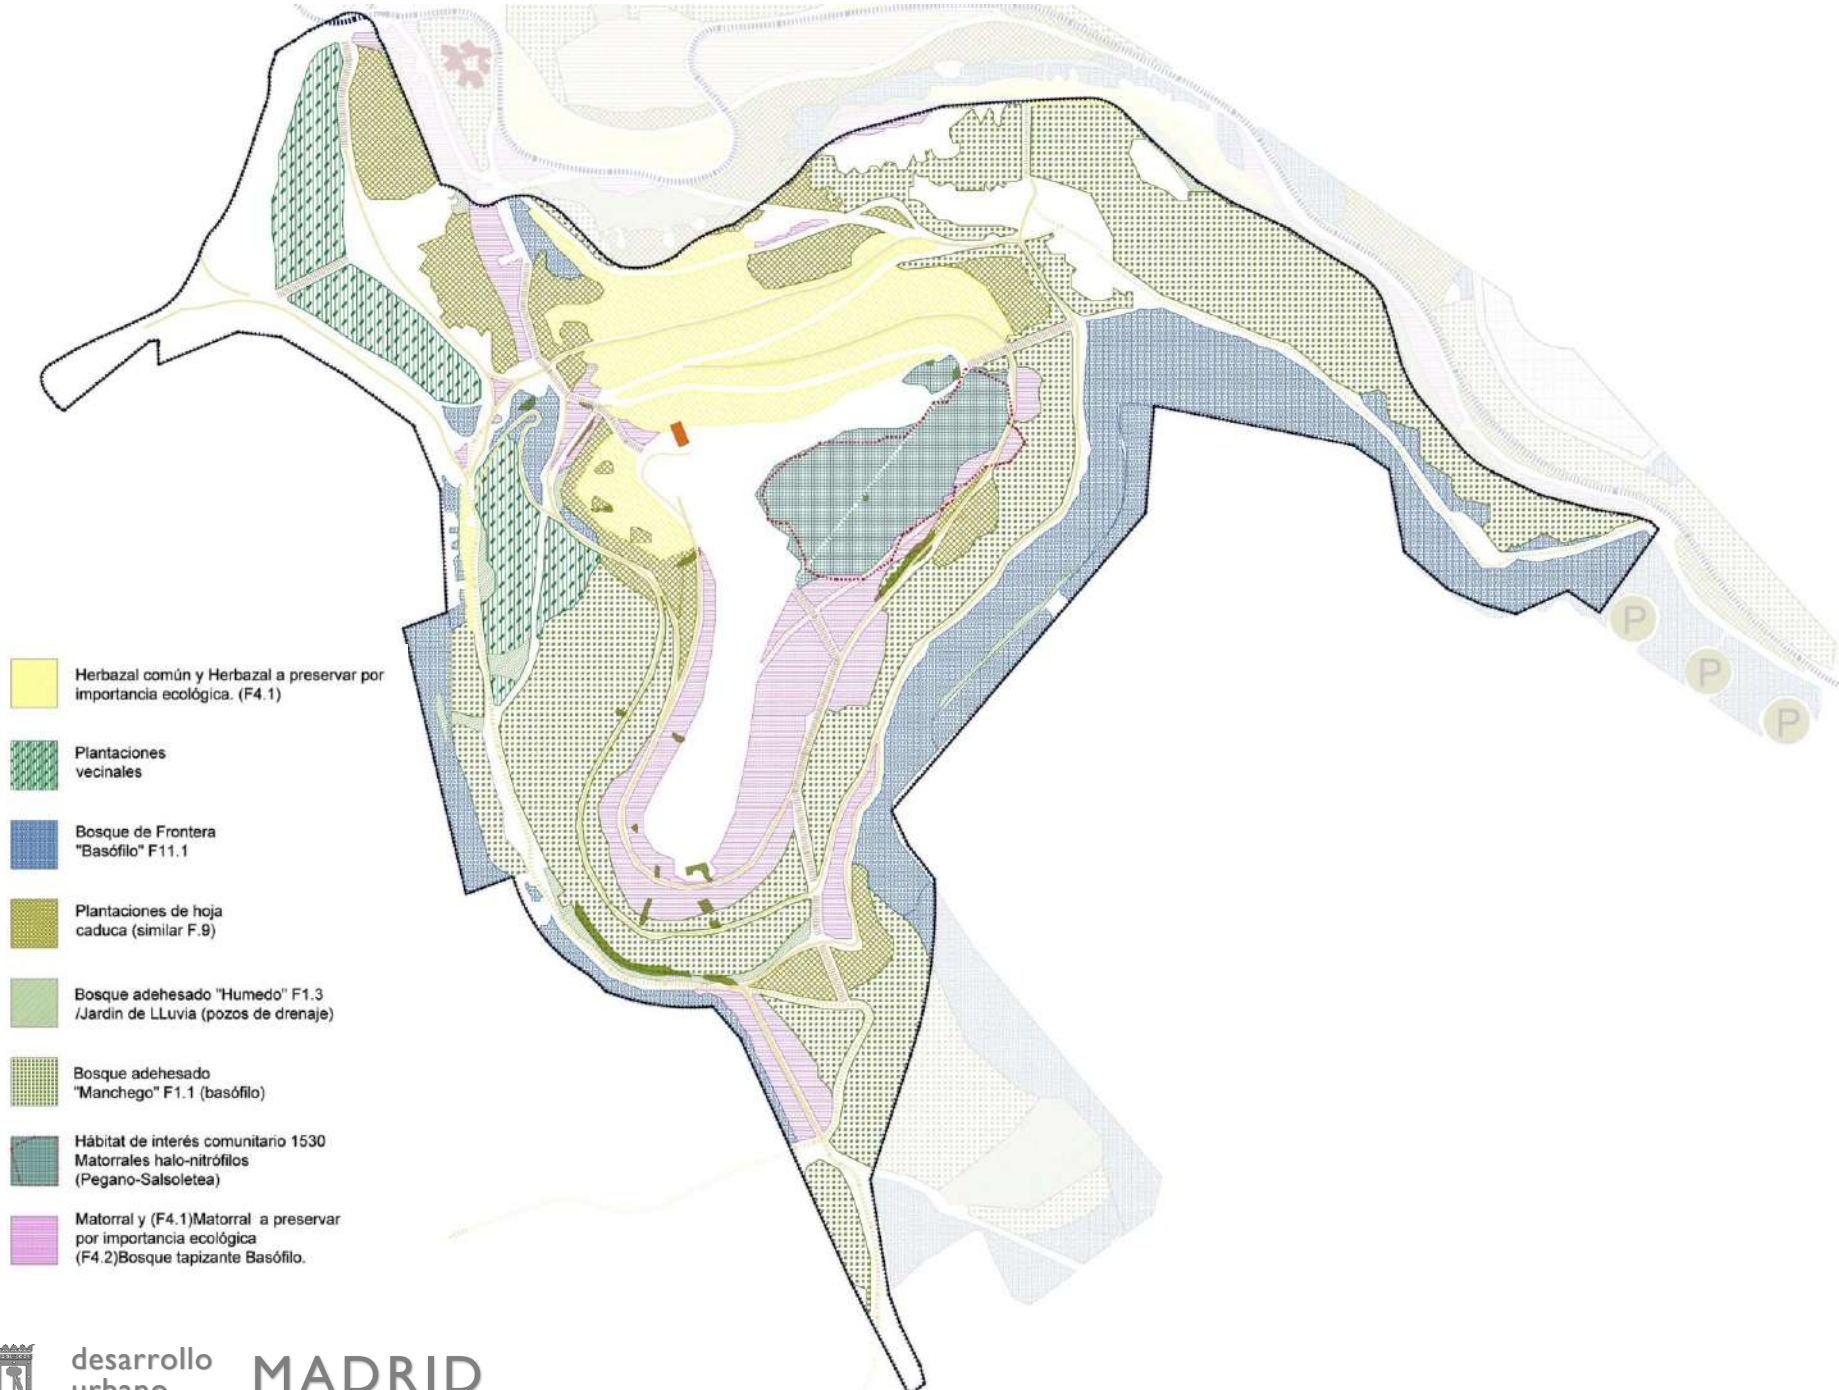 Herbazal común y Herbazal a preservar por
importancia ecológica. (F4.1)
Plantaciones
vecinales
Bosque de Frontera
"Basófilo" F11.1
Plantaciones de hoja
caduca (similar F.9)
Bosque adehesado "Humedo" F1.3
/Jardin de LLuvia (pozos de drenaje)
Bosque adehesado
"Manchego" F1.1 (basófilo)
Hábitat de interés comunitario 1530
Matorrales halo-nitrófilos
(Pegano-Salsoletea)
Matorral y (F4.1)Matorral a preservar
por importancia ecológica
(F4.2)Bosque tapizante Basófilo.
P
P
P
desarrollo
urbano
MADRID